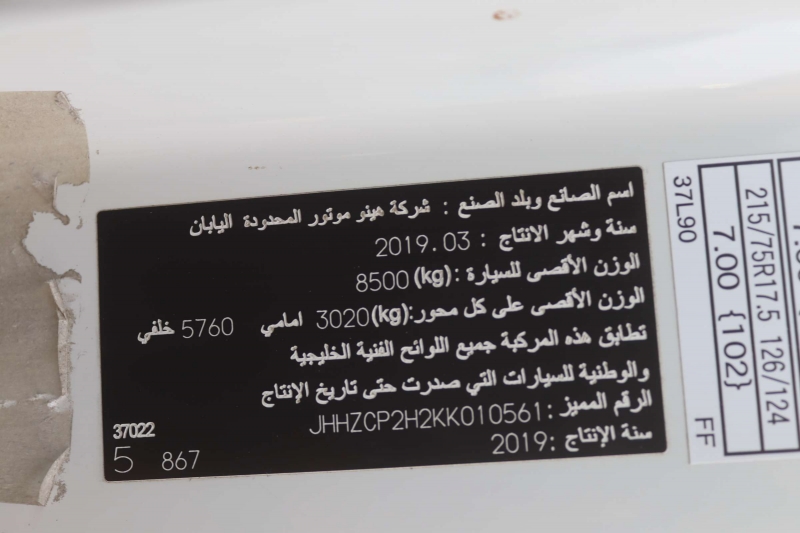 اسم الصانع وبلد الصنع : شركة هينو موتور المحدودة اليابان
سنة وشهر الانتاج : 2019.03
الوزن الأقصى للسيارة :(kg) 8500
الوزن الأقصى على كل محور:(kg) 3020 امامي 5760 خلفي
تطابق هذه المركبة جميع اللوائح الفنية الخليجية
والوطنية للسيارات التي صدرت حتى تاريخ الإنتاج
الرقم المميز :JHHZCP2H2KK010561
سنة الإنتاج :2019
37022
5 867
37L90
FF
7.00 {102}
215/75R17.5 126/124